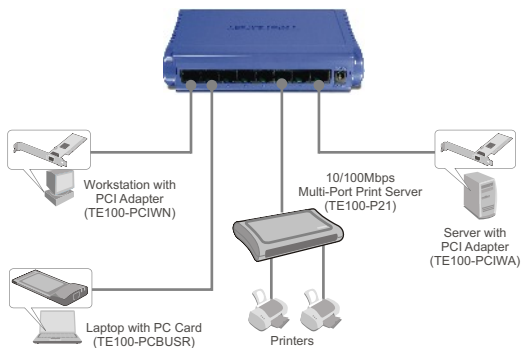 Workstation with
PCI Adapter
(TE100-PCIWN)
10/100Mbps
Multi-Port Print Server
(TE100-P21)
Server with
PCI Adapter
(TE100-PCIWA)
Laptop with PC Card
(TE100-PCBUSR)
Printers